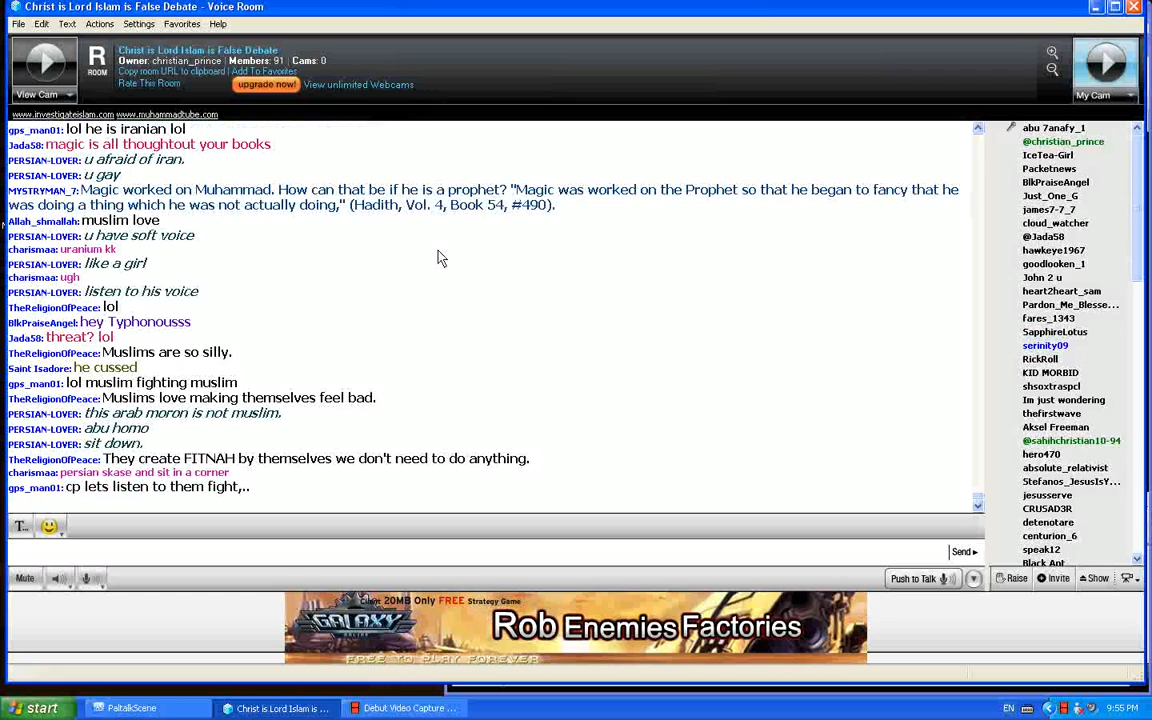 Christ is Lord Islam is False Debate - Voice Room
File Edit Text Actions Settings Favorites Help
Christ is Lord Islam is False Debate
Owner: christian_prince | Members: 91 | Cams: 0
Copy room URL to clipboard | Add To Favorites
Rate This Room upgrade now! View unlimited Webcams
R
ROOM
View Cam
My Cam
www.investigateislam.com www.muhammadtube.com
gps_man01: lol he is iranian lol
Jada58: magic is all thoughtout your books
PERSIAN-LOVER: u afraid of iran.
PERSIAN-LOVER: u gay
MYSTRYMAN_7: Magic worked on Muhammad. How can that be if he is a prophet? "Magic was worked on the Prophet so that he began to fancy that he
was doing a thing which he was not actually doing," (Hadith, Vol. 4, Book 54, #490).
Allah_shmallah: muslim love
PERSIAN-LOVER: u have soft voice
charismaa: uranium kk
PERSIAN-LOVER: like a girl
charismaa: ugh
PERSIAN-LOVER: listen to his voice
TheReligionOfPeace: lol
BlkPraiseAngel: hey Typhonousss
Jada58: threat? lol
TheReligionOfPeace: Muslims are so silly.
Saint Isadore: he cussed
gps_man01: lol muslim fighting muslim
TheReligionOfPeace: Muslims love making themselves feel bad.
PERSIAN-LOVER: this arab moron is not muslim.
PERSIAN-LOVER: abu homo
PERSIAN-LOVER: sit down.
TheReligionOfPeace: They create FITNAH by themselves we don't need to do anything.
charismaa: persian skase and sit in a corner
gps_man01: cp lets listen to them fight,..
abu 7anafy_1
@christian_prince
IceTea-Girl
Packetnews
BlkPraiseAngel
Just_One_G
james7-7_7
cloud_watcher
@Jada58
hawkeye1967
goodlooken_1
John 2 u
heart2heart_sam
Pardon_Me_Blesse...
fares_1343
SapphireLotus
serinity09
RickRoll
KID MORBID
shsoxtraspcl
Im just wondering
thefirstwave
Aksel Freeman
@sahihchristian10-94
hero470
absolute_relativist
Stefanos_JesusIsY...
jesusserve
CRUSAD3R
detenotare
centurion_6
speak12
Black Ant
T...
Send
Mute
Push to Talk
Raise Invite Show
GALAXY
ONLINE
Client 20MB Only FREE Strategy Game
Rob Enemies Factories
FREE TO PLAY FOREVER
start PaltalkScene Christ is Lord Islam is ... Debut Video Capture ... EN 9:55 PM